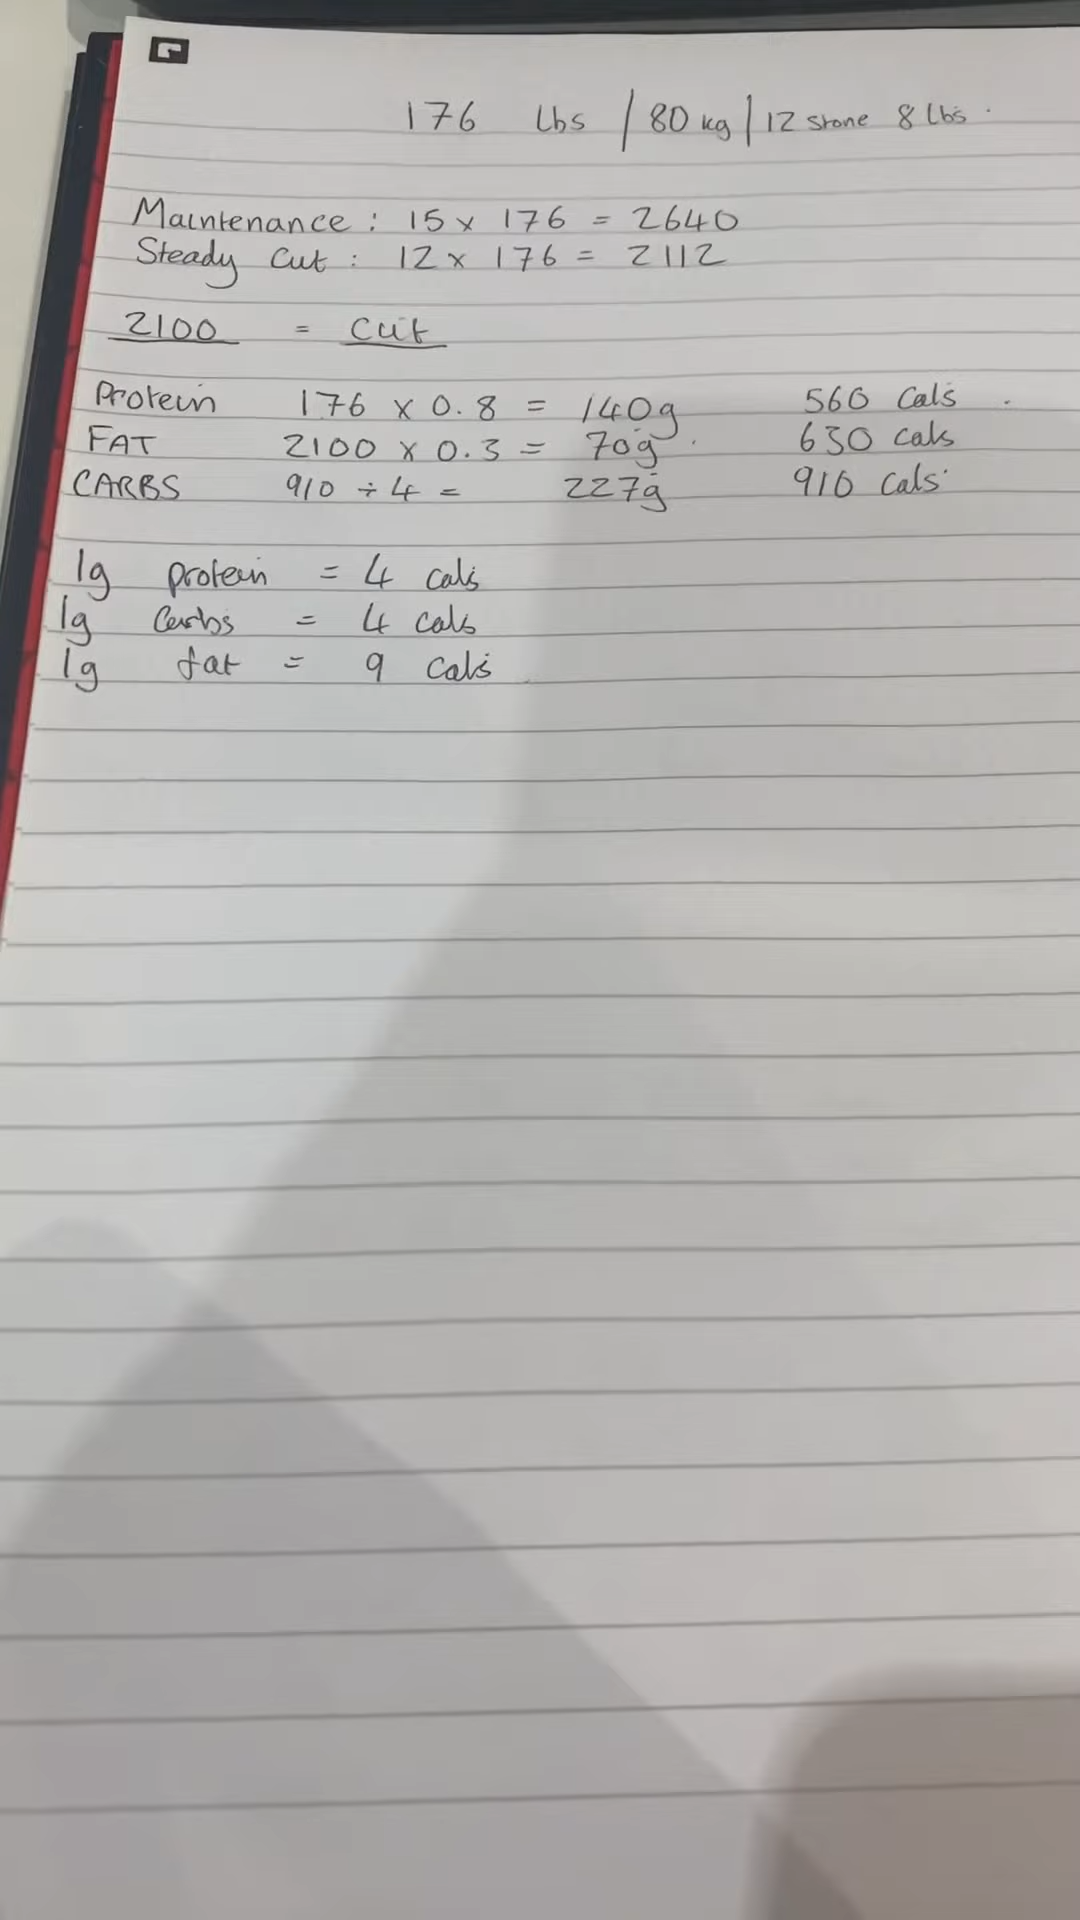 176 lbs / 80 kg / 12 stone 8 lbs.
Maintenance : 15 x 176 = 2640
Steady Cut : 12 x 176 = 2112
2100 = Cut
Protein 176 x 0.8 = 140g 560 cals.
FAT 2100 x 0.3 = 70g. 630 cals
CARBS 910 ÷ 4 = 227g 910 cals.
1g protein = 4 cals
1g Carbs = 4 cals
1g fat = 9 cals